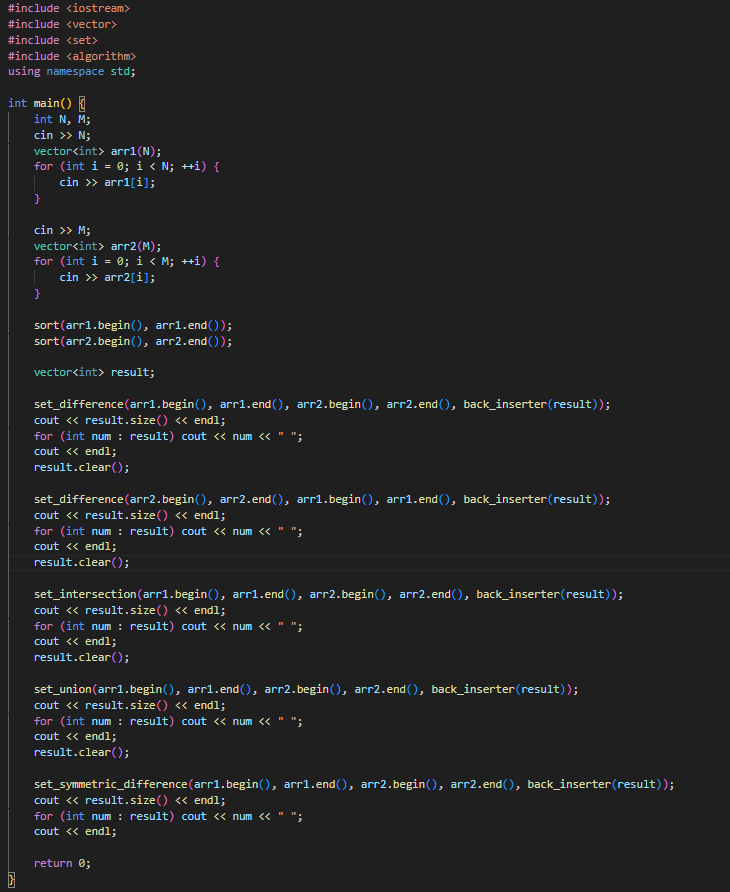 #include <iostream>
#include <vector>
#include <set>
#include <algorithm>
using namespace std;

int main() {
    int N, M;
    cin >> N;
    vector<int> arr1(N);
    for (int i = 0; i < N; ++i) {
        cin >> arr1[i];
    }

    cin >> M;
    vector<int> arr2(M);
    for (int i = 0; i < M; ++i) {
        cin >> arr2[i];
    }

    sort(arr1.begin(), arr1.end());
    sort(arr2.begin(), arr2.end());

    vector<int> result;

    set_difference(arr1.begin(), arr1.end(), arr2.begin(), arr2.end(), back_inserter(result));
    cout << result.size() << endl;
    for (int num : result) cout << num << " ";
    cout << endl;
    result.clear();

    set_difference(arr2.begin(), arr2.end(), arr1.begin(), arr1.end(), back_inserter(result));
    cout << result.size() << endl;
    for (int num : result) cout << num << " ";
    cout << endl;
    result.clear();

    set_intersection(arr1.begin(), arr1.end(), arr2.begin(), arr2.end(), back_inserter(result));
    cout << result.size() << endl;
    for (int num : result) cout << num << " ";
    cout << endl;
    result.clear();

    set_union(arr1.begin(), arr1.end(), arr2.begin(), arr2.end(), back_inserter(result));
    cout << result.size() << endl;
    for (int num : result) cout << num << " ";
    cout << endl;
    result.clear();

    set_symmetric_difference(arr1.begin(), arr1.end(), arr2.begin(), arr2.end(), back_inserter(result));
    cout << result.size() << endl;
    for (int num : result) cout << num << " ";
    cout << endl;

    return 0;
}